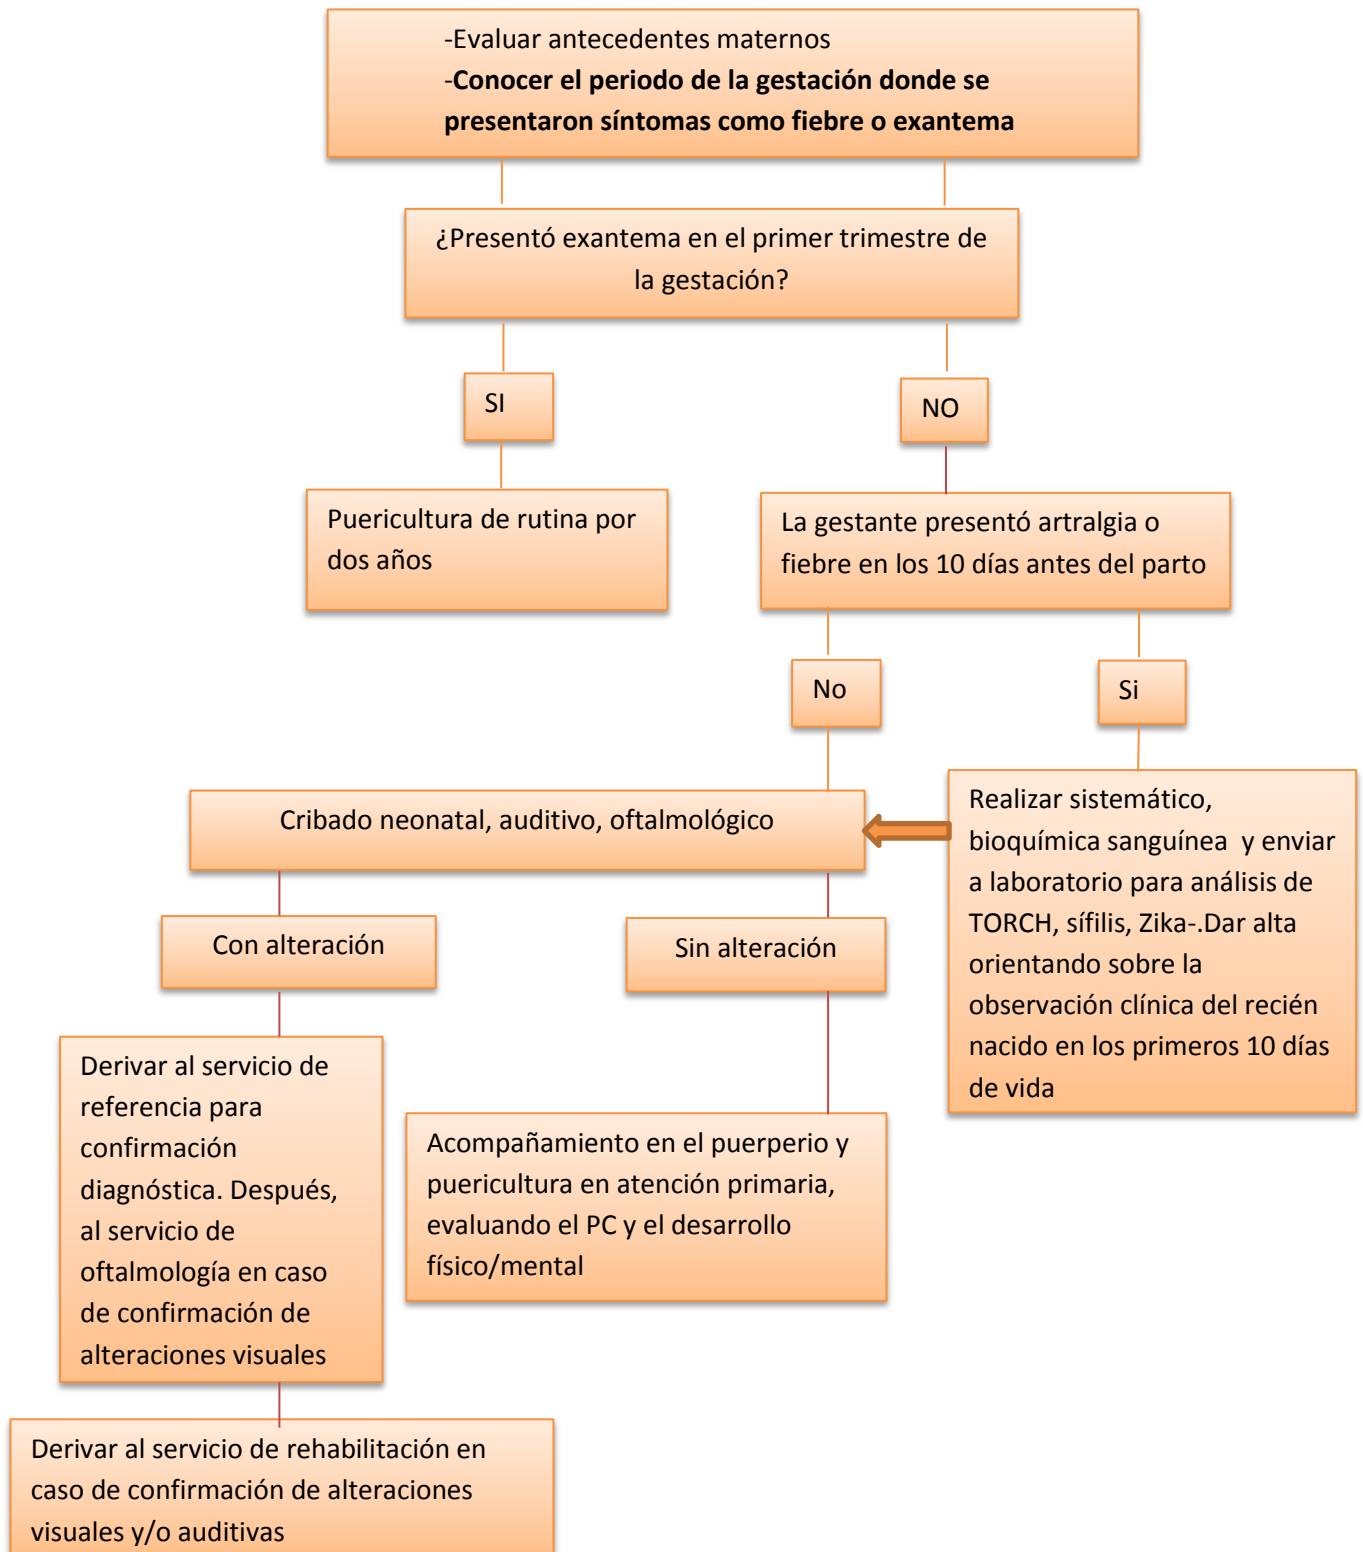 -Evaluar antecedentes maternos
-Conocer el periodo de la gestación donde se
presentaron síntomas como fiebre o exantema
¿Presentó exantema en el primer trimestre de
la gestación?
SI
NO
Puericultura de rutina por
dos años
La gestante presentó artralgia o
fiebre en los 10 días antes del parto
No
Si
Cribado neonatal, auditivo, oftalmológico
Realizar sistemático,
bioquímica sanguínea y enviar
a laboratorio para análisis de
TORCH, sífilis, Zika-.Dar alta
orientando sobre la
observación clínica del recién
nacido en los primeros 10 días
de vida
Con alteración
Sin alteración
Derivar al servicio de
referencia para
confirmación
diagnóstica. Después,
al servicio de
oftalmología en caso
de confirmación de
alteraciones visuales
Acompañamiento en el puerperio y
puericultura en atención primaria,
evaluando el PC y el desarrollo
físico/mental
Derivar al servicio de rehabilitación en
caso de confirmación de alteraciones
visuales y/o auditivas